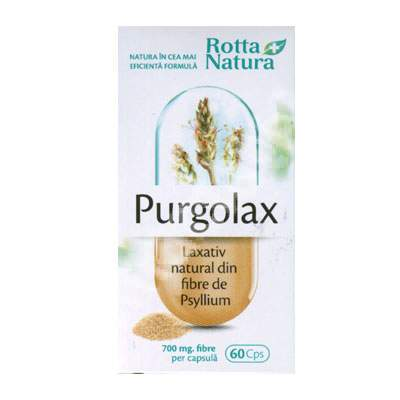 Rotta
Natura
NATURA ÎN CEA MAI
EFICIENTĂ FORMULĂ
Purgolax
Laxativ
natural din
fibre de
Psyllium
700 mg. fibre
per capsulă
60 Cps